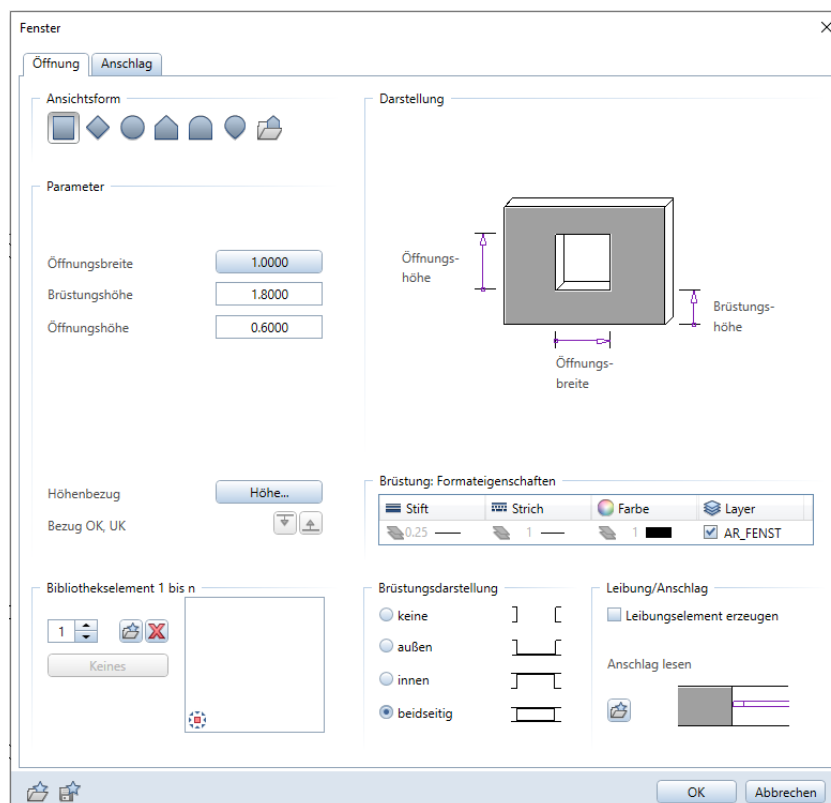 Fenster
Öffnung Anschlag
Ansichtsform
Darstellung
Öffnungs-
höhe
Brüstungs-
höhe
Öffnungs-
breite
Parameter
Öffnungsbreite 1.0000
Brüstungshöhe 1.8000
Öffnungshöhe 0.6000
Höhenbezug Höhe...
Bezug OK, UK
Brüstung: Formateigenschaften
Stift Strich Farbe Layer
0.25 1 1 AR_FENST
Bibliothekselement 1 bis n
1
Keines
Brüstungsdarstellung
keine
außen
innen
beidseitig
Leibung/Anschlag
Leibungselement erzeugen
Anschlag lesen
OK Abbrechen